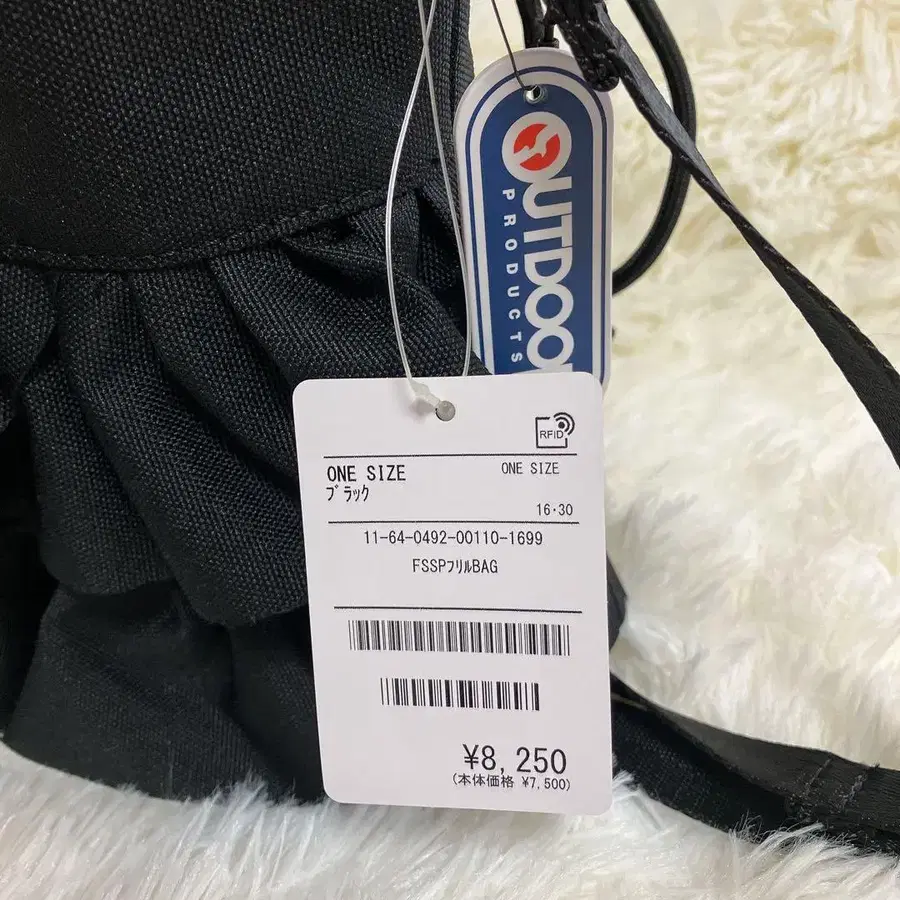 OUTDOO
PRODUCTS
RFID
ONE SIZE ONE SIZE
ブラック
16・30
11-64-0492-00110-1699
FSSPフリルBAG
¥8,250
(本体価格 ¥7,500)